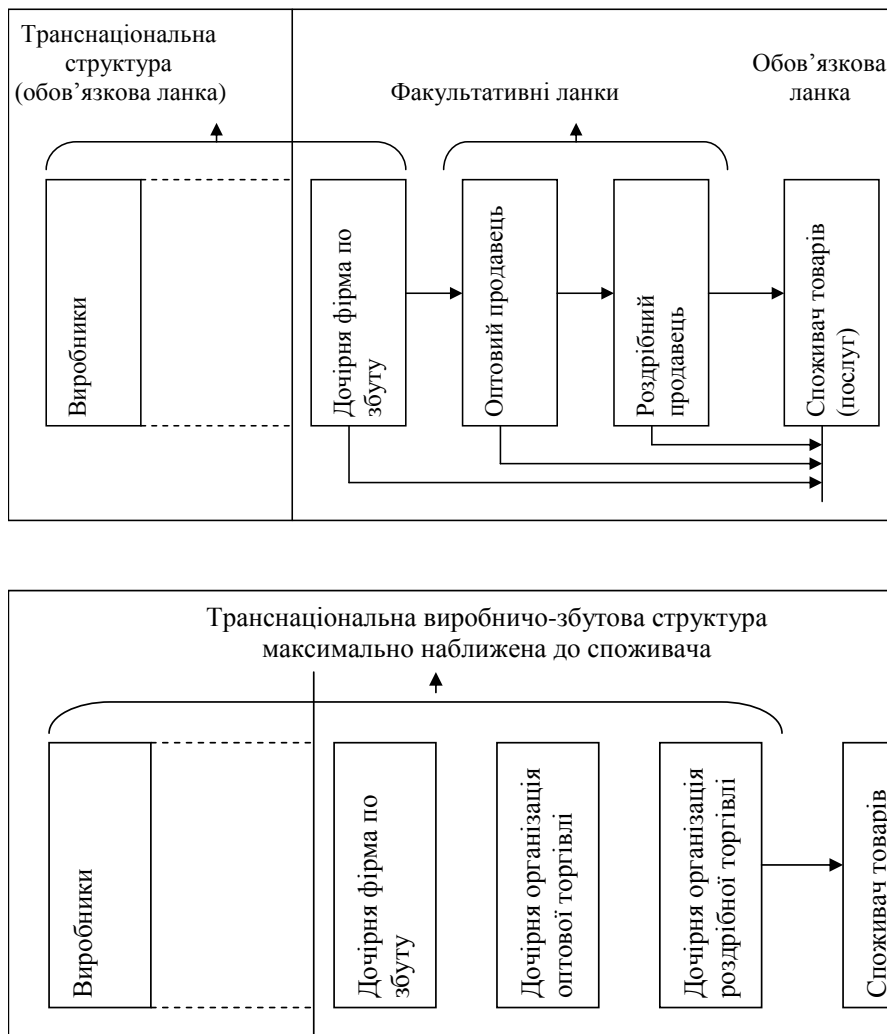 Транснаціональна
структура
(обов’язкова ланка)
Факультативні ланки
Обов’язкова
ланка
Виробники
Дочірня фірма по
збуту
Оптовий продавець
Роздрібний
продавець
Споживач товарів
(послуг)
Транснаціональна виробничо-збутова структура
максимально наближена до споживача
Виробники
Дочірня фірма по
збуту
Дочірня організація
оптової торгівлі
Дочірня організація
роздрібної торгівлі
Споживач товарів